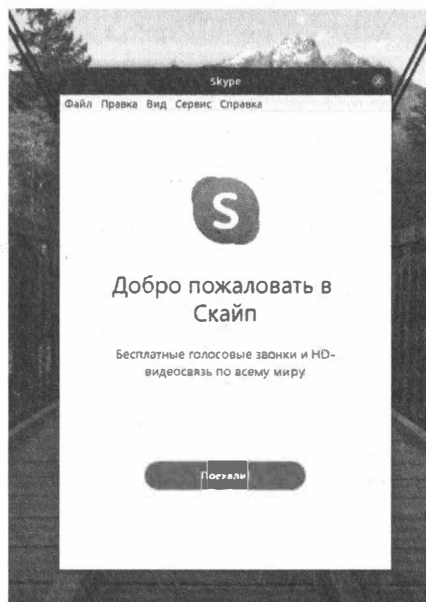 Skype
Файл Правка Вид Сервис Справка
S
Добро пожаловать в
Скайп
Бесплатные голосовые звонки и HD-
видеосвязь по всему миру
Поехали